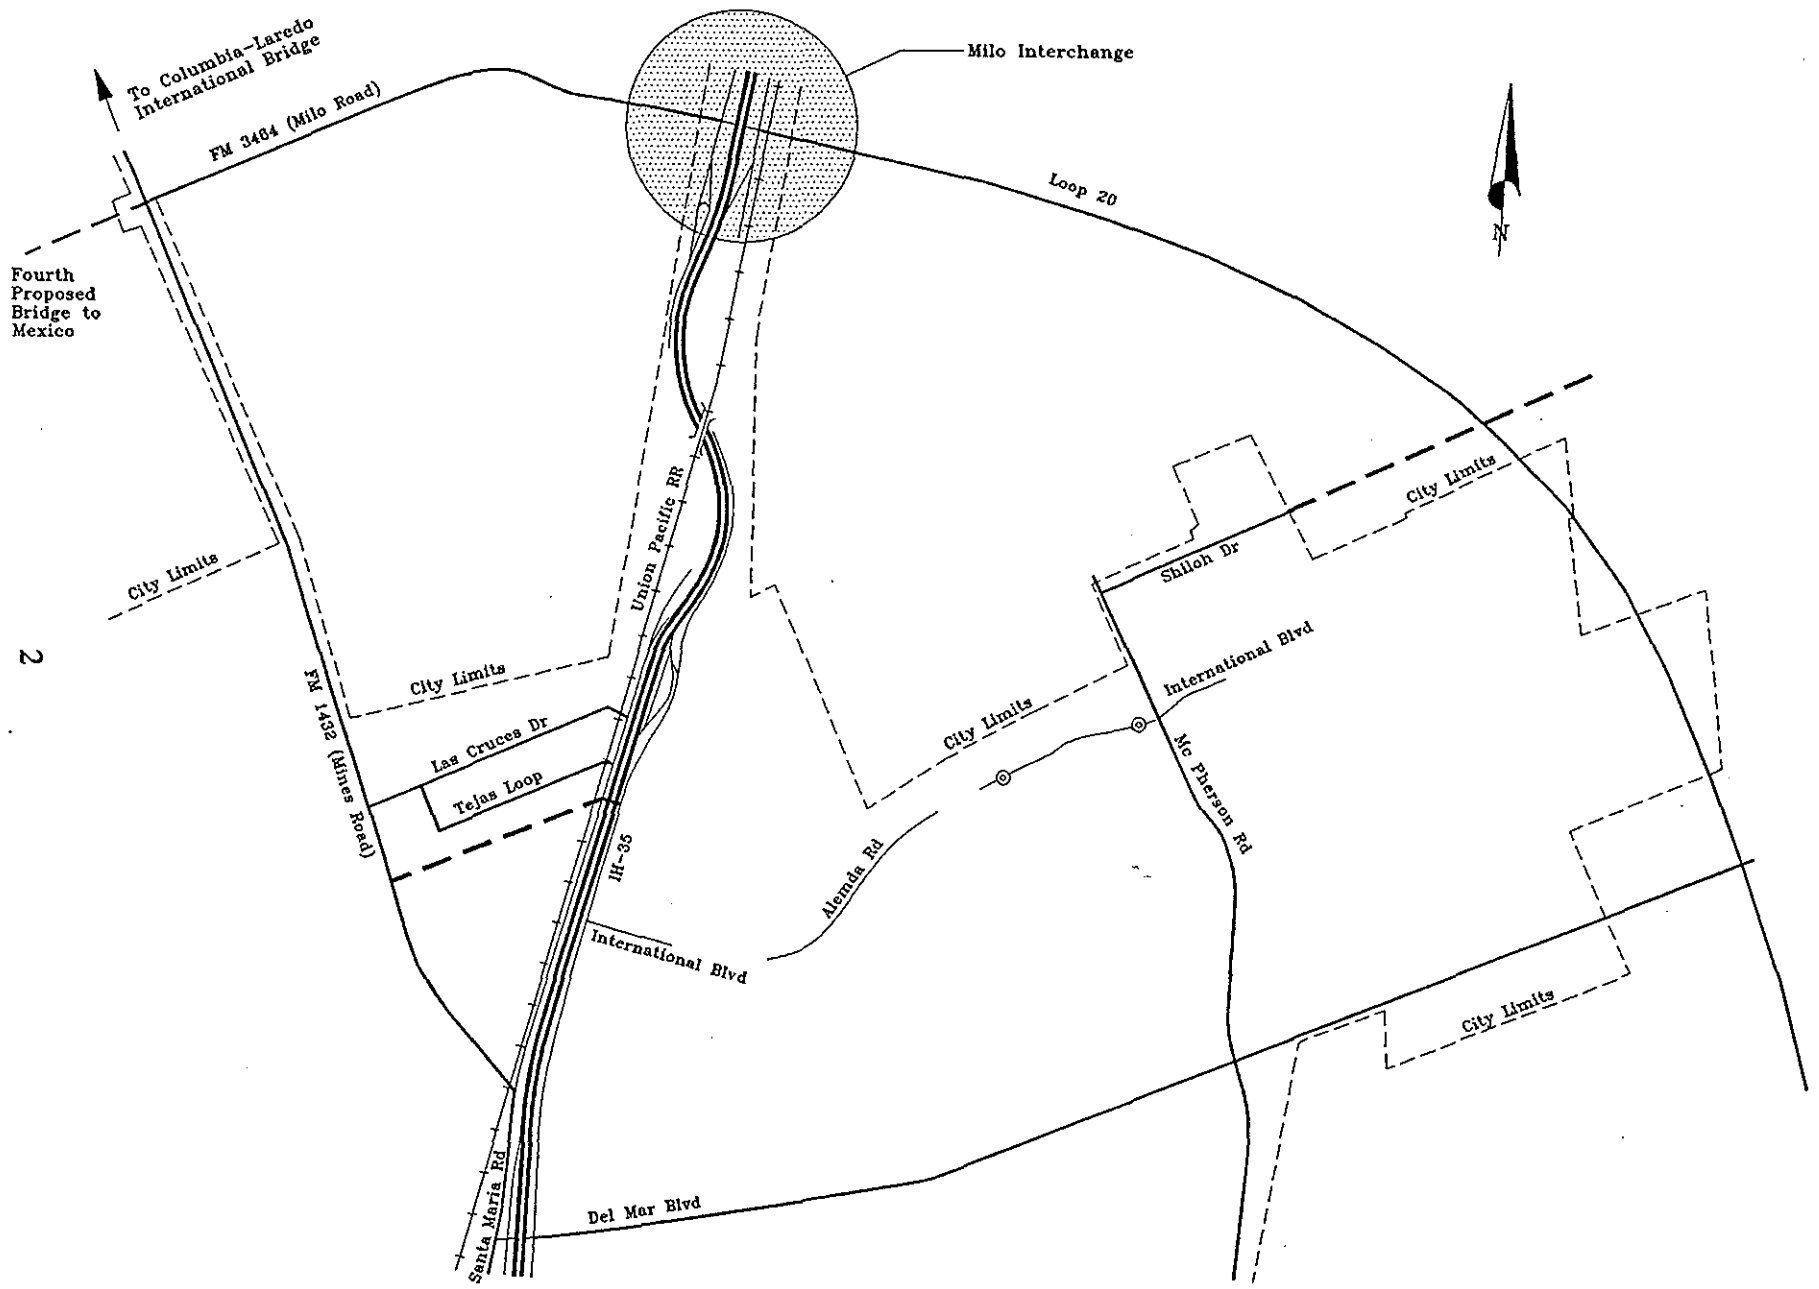 To Columbia-Laredo
International Bridge
FM 3464 (Milo Road)
Milo Interchange
Loop 20
N
Fourth
Proposed
Bridge to
Mexico
City Limits
Union Pacific RR
City Limits
Shiloh Dr
City Limits
International Blvd
FM 1432 (Mines Road)
Las Cruces Dr
Tejas Loop
City Limits
Mc Pherson Rd
IH-35
Alemda Rd
International Blvd
City Limits
Santa Maria Rd
Del Mar Blvd
2